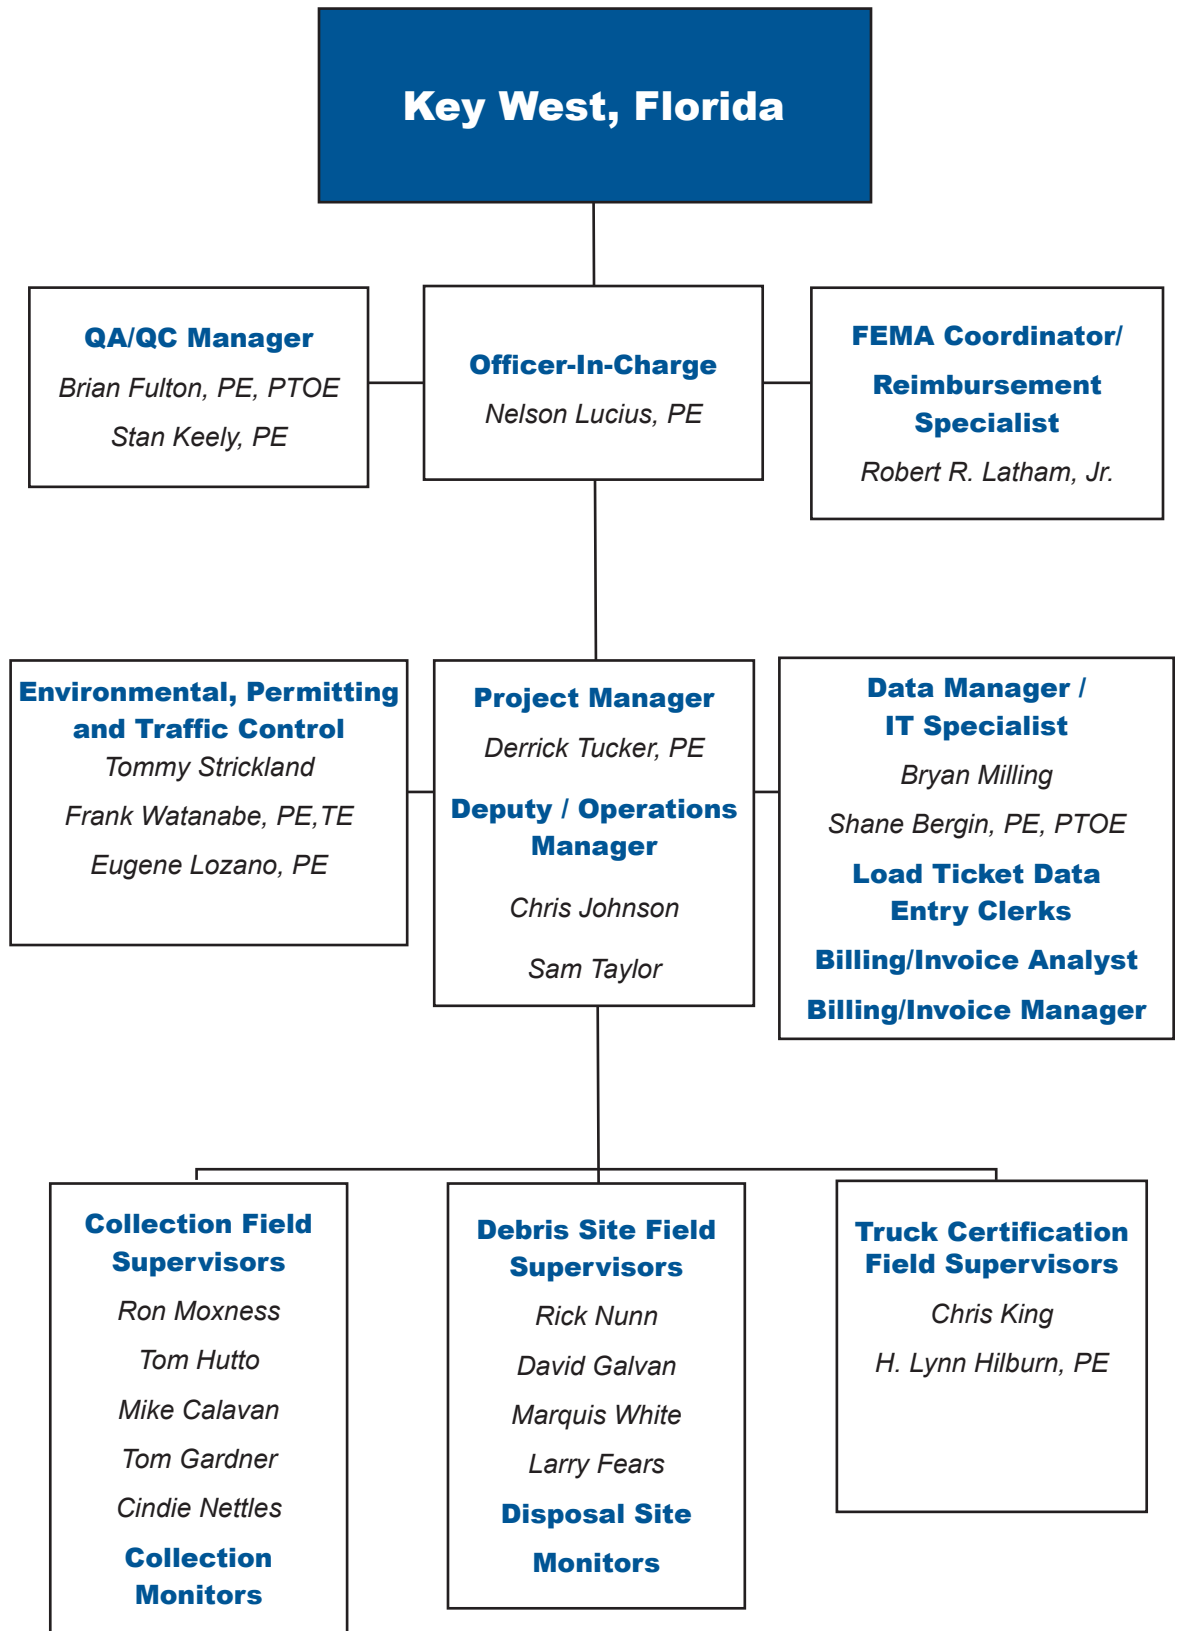 Key West, Florida
QA/QC Manager
Brian Fulton, PE, PTOE
Stan Keely, PE
Officer-In-Charge
Nelson Lucius, PE
FEMA Coordinator/
Reimbursement
Specialist
Robert R. Latham, Jr.
Environmental, Permitting
and Traffic Control
Tommy Strickland
Frank Watanabe, PE,TE
Eugene Lozano, PE
Project Manager
Derrick Tucker, PE
Deputy / Operations
Manager
Chris Johnson
Sam Taylor
Data Manager /
IT Specialist
Bryan Milling
Shane Bergin, PE, PTOE
Load Ticket Data
Entry Clerks
Billing/Invoice Analyst
Billing/Invoice Manager
Collection Field
Supervisors
Ron Moxness
Tom Hutto
Mike Calavan
Tom Gardner
Cindie Nettles
Collection
Monitors
Debris Site Field
Supervisors
Rick Nunn
David Galvan
Marquis White
Larry Fears
Disposal Site
Monitors
Truck Certification
Field Supervisors
Chris King
H. Lynn Hilburn, PE